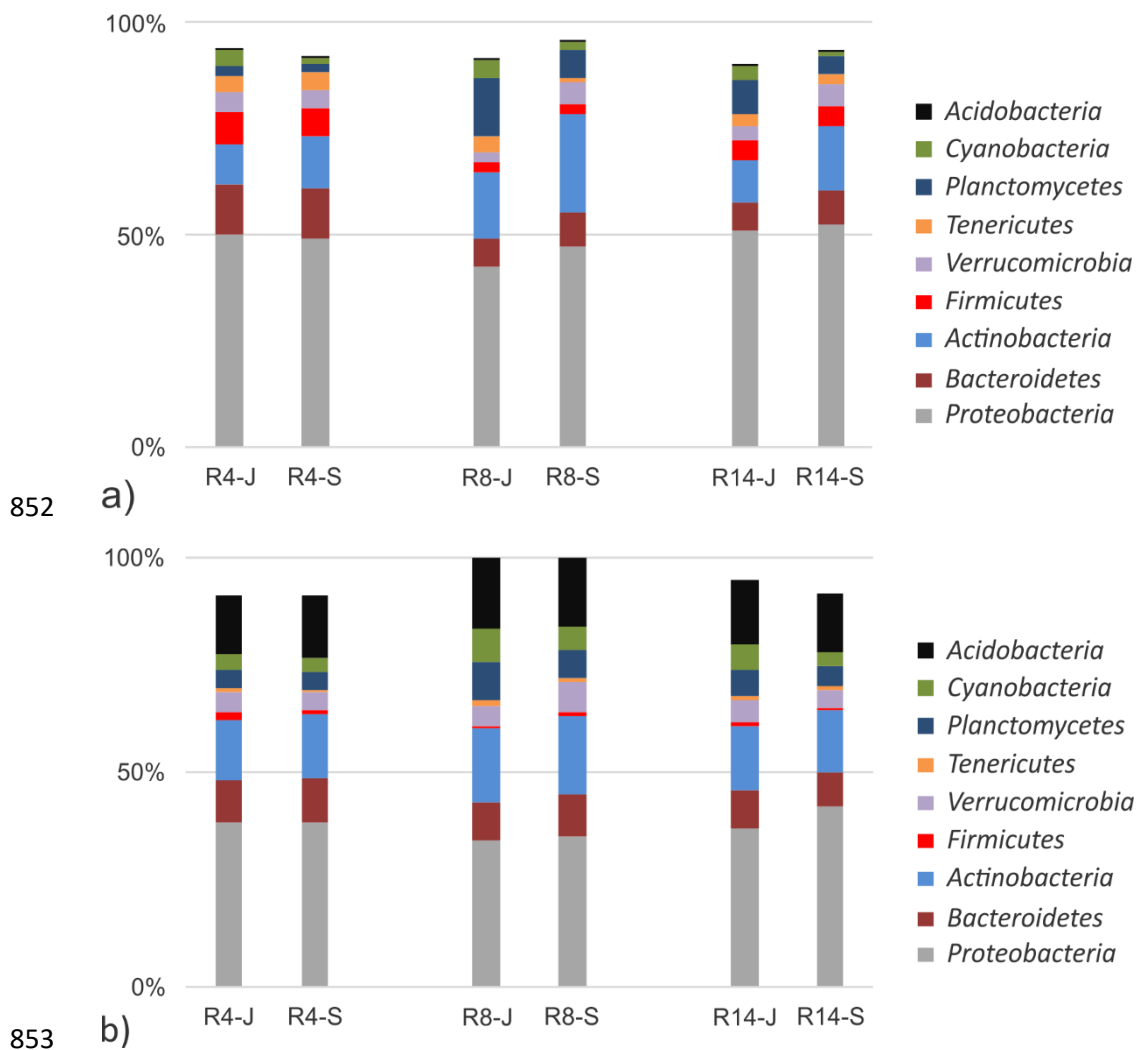 100%
50%
0%
R4-J R4-S R8-J R8-S R14-J R14-S
Acidobacteria
Cyanobacteria
Planctomycetes
Tenericutes
Verrucomicrobia
Firmicutes
Actinobacteria
Bacteroidetes
Proteobacteria
852 a)
100%
50%
0%
R4-J R4-S R8-J R8-S R14-J R14-S
Acidobacteria
Cyanobacteria
Planctomycetes
Tenericutes
Verrucomicrobia
Firmicutes
Actinobacteria
Bacteroidetes
Proteobacteria
853 b)